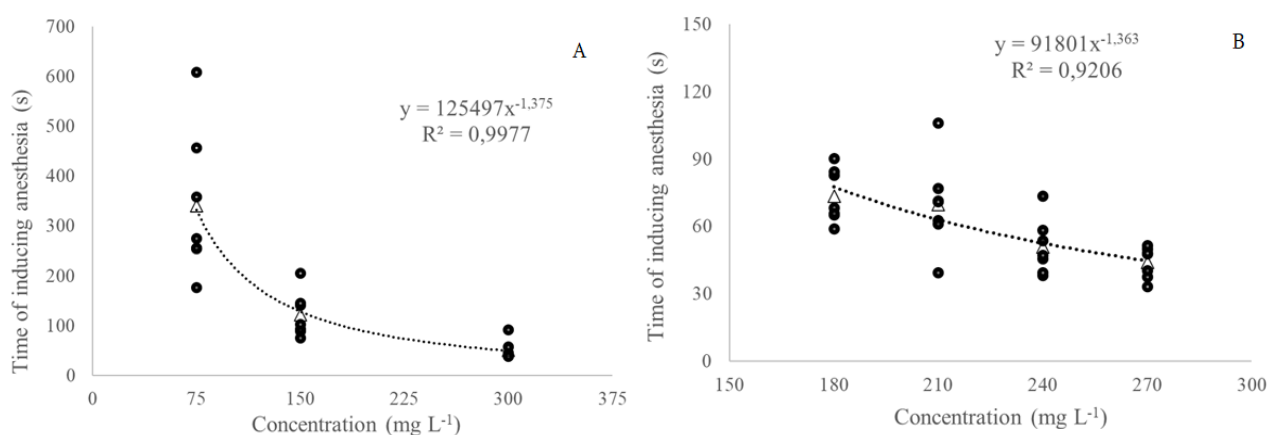 A
y = 125497x^-1,375
R² = 0,9977
Time of inducing anesthesia (s)
700
600
500
400
300
200
100
0
0 75 150 225 300 375
Concentration (mg L⁻¹)
B
y = 91801x^-1,363
R² = 0,9206
Time of inducing anesthesia (s)
150
120
90
60
30
0
150 180 210 240 270 300
Concentration (mg L⁻¹)